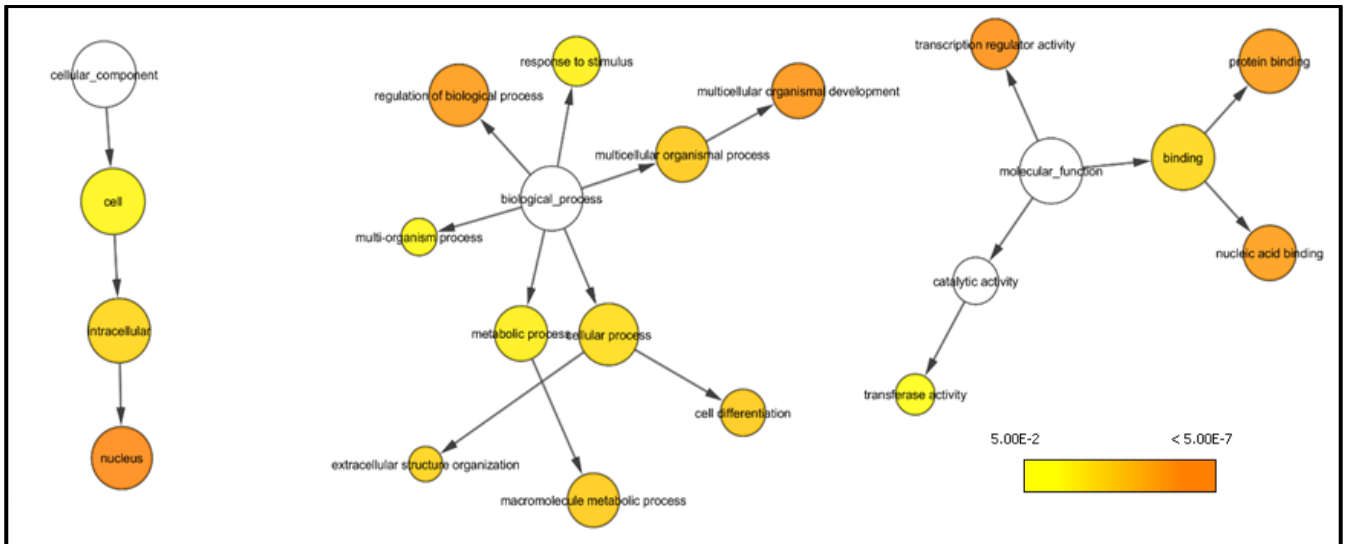 cellular_component
cell
intracellular
nucleus
response to stimulus
regulation of biological process
multicellular organismal development
multicellular organismal process
biological_process
multi-organism process
metabolic process
cellular process
cell differentiation
extracellular structure organization
macromolecule metabolic process
transcription regulator activity
protein binding
binding
molecular_function
nucleic acid binding
catalytic activity
transferase activity
5.00E-2
< 5.00E-7